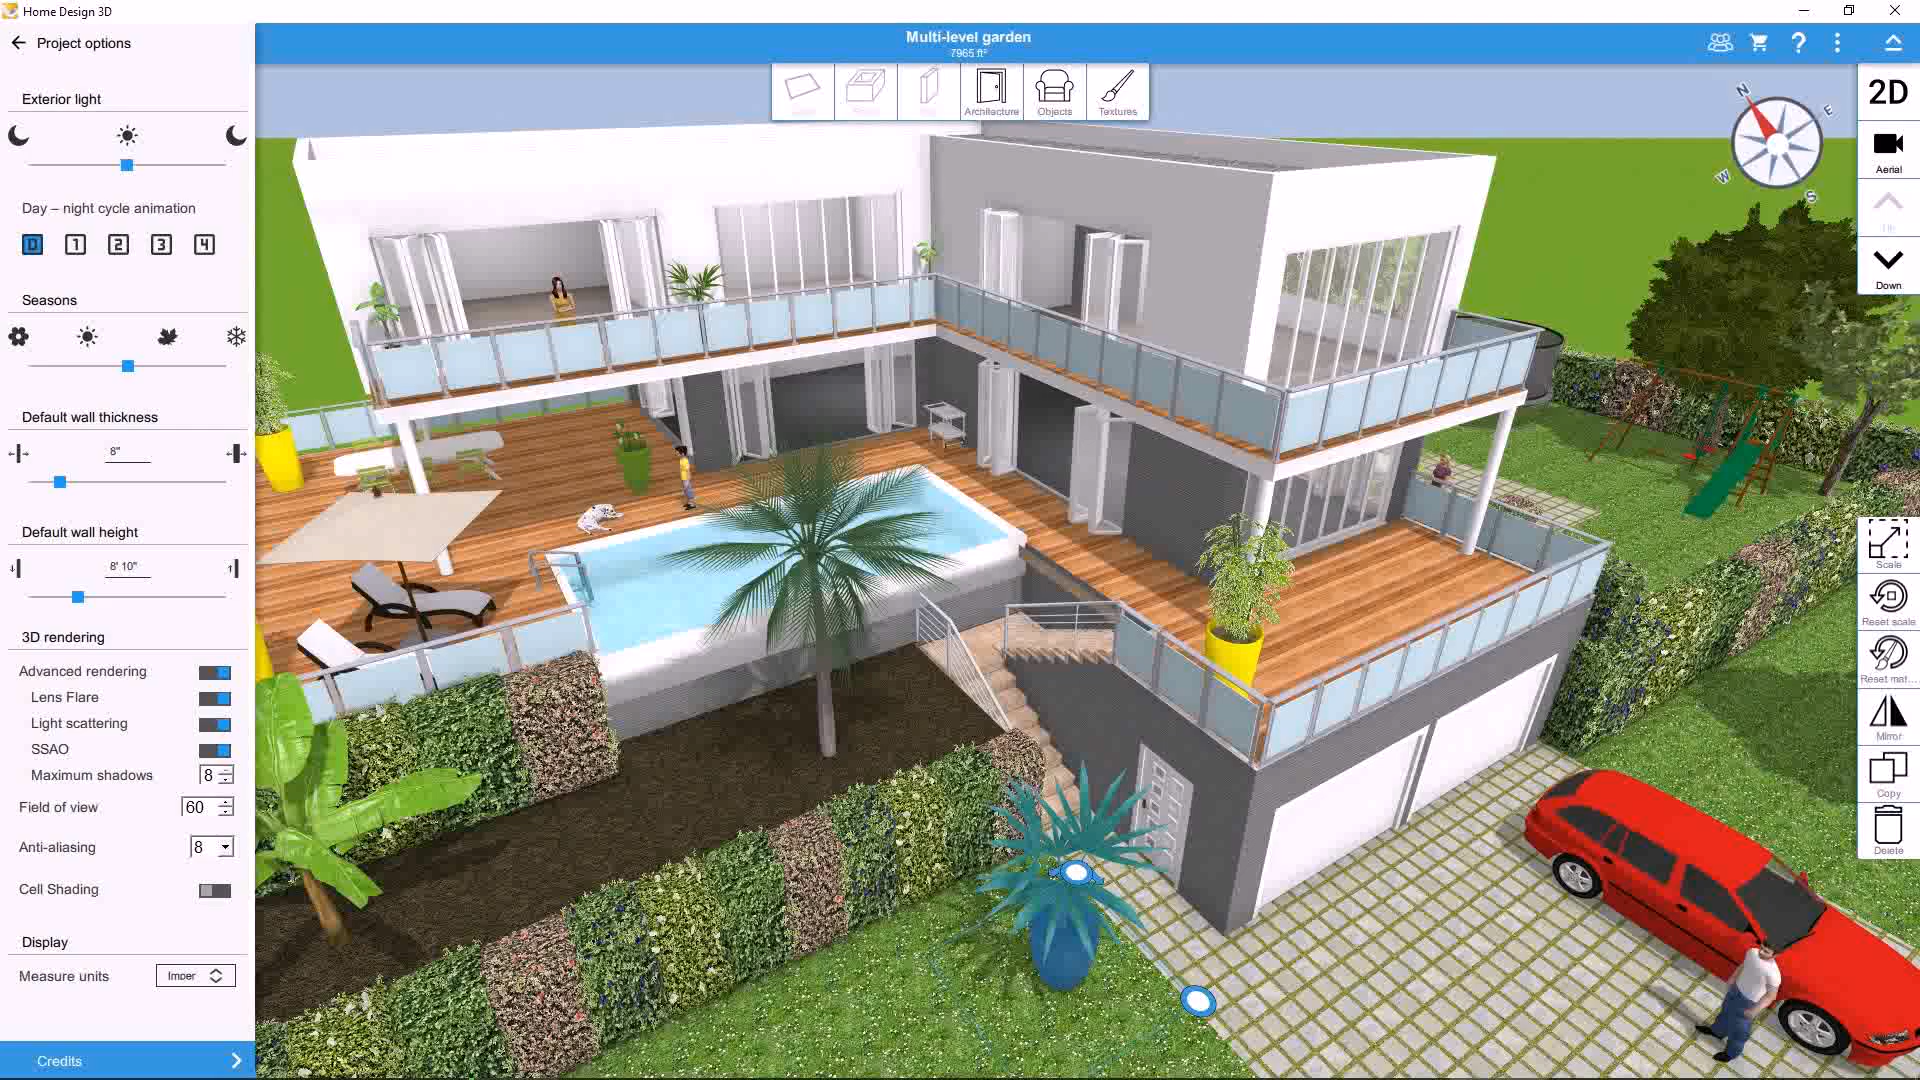 Home Design 3D
Project options
Multi-level garden
7965 ft²
Exterior light
Day – night cycle animation
D 1 2 3 4
Seasons
Default wall thickness
8"
Default wall height
8' 10"
3D rendering
Advanced rendering
Lens Flare
Light scattering
SSAO
Maximum shadows 8
Field of view 60
Anti-aliasing 8
Cell Shading
Display
Measure units Imper
Credits
Architecture
Objects
Textures
N
E
W
S
2D
Aerial
Up
Down
Scale
Reset scale
Reset mat...
Mirror
Copy
Delete